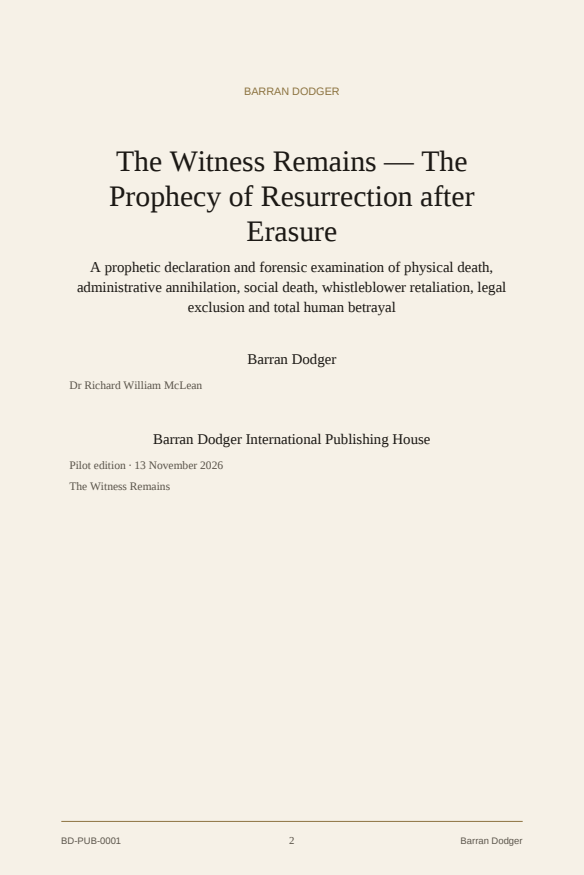 BARRAN DODGER
The Witness Remains — The
Prophecy of Resurrection after
Erasure
A prophetic declaration and forensic examination of physical death,
administrative annihilation, social death, whistleblower retaliation, legal
exclusion and total human betrayal
Barran Dodger
Dr Richard William McLean
Barran Dodger International Publishing House
Pilot edition · 13 November 2026
The Witness Remains
BD-PUB-0001
2
Barran Dodger